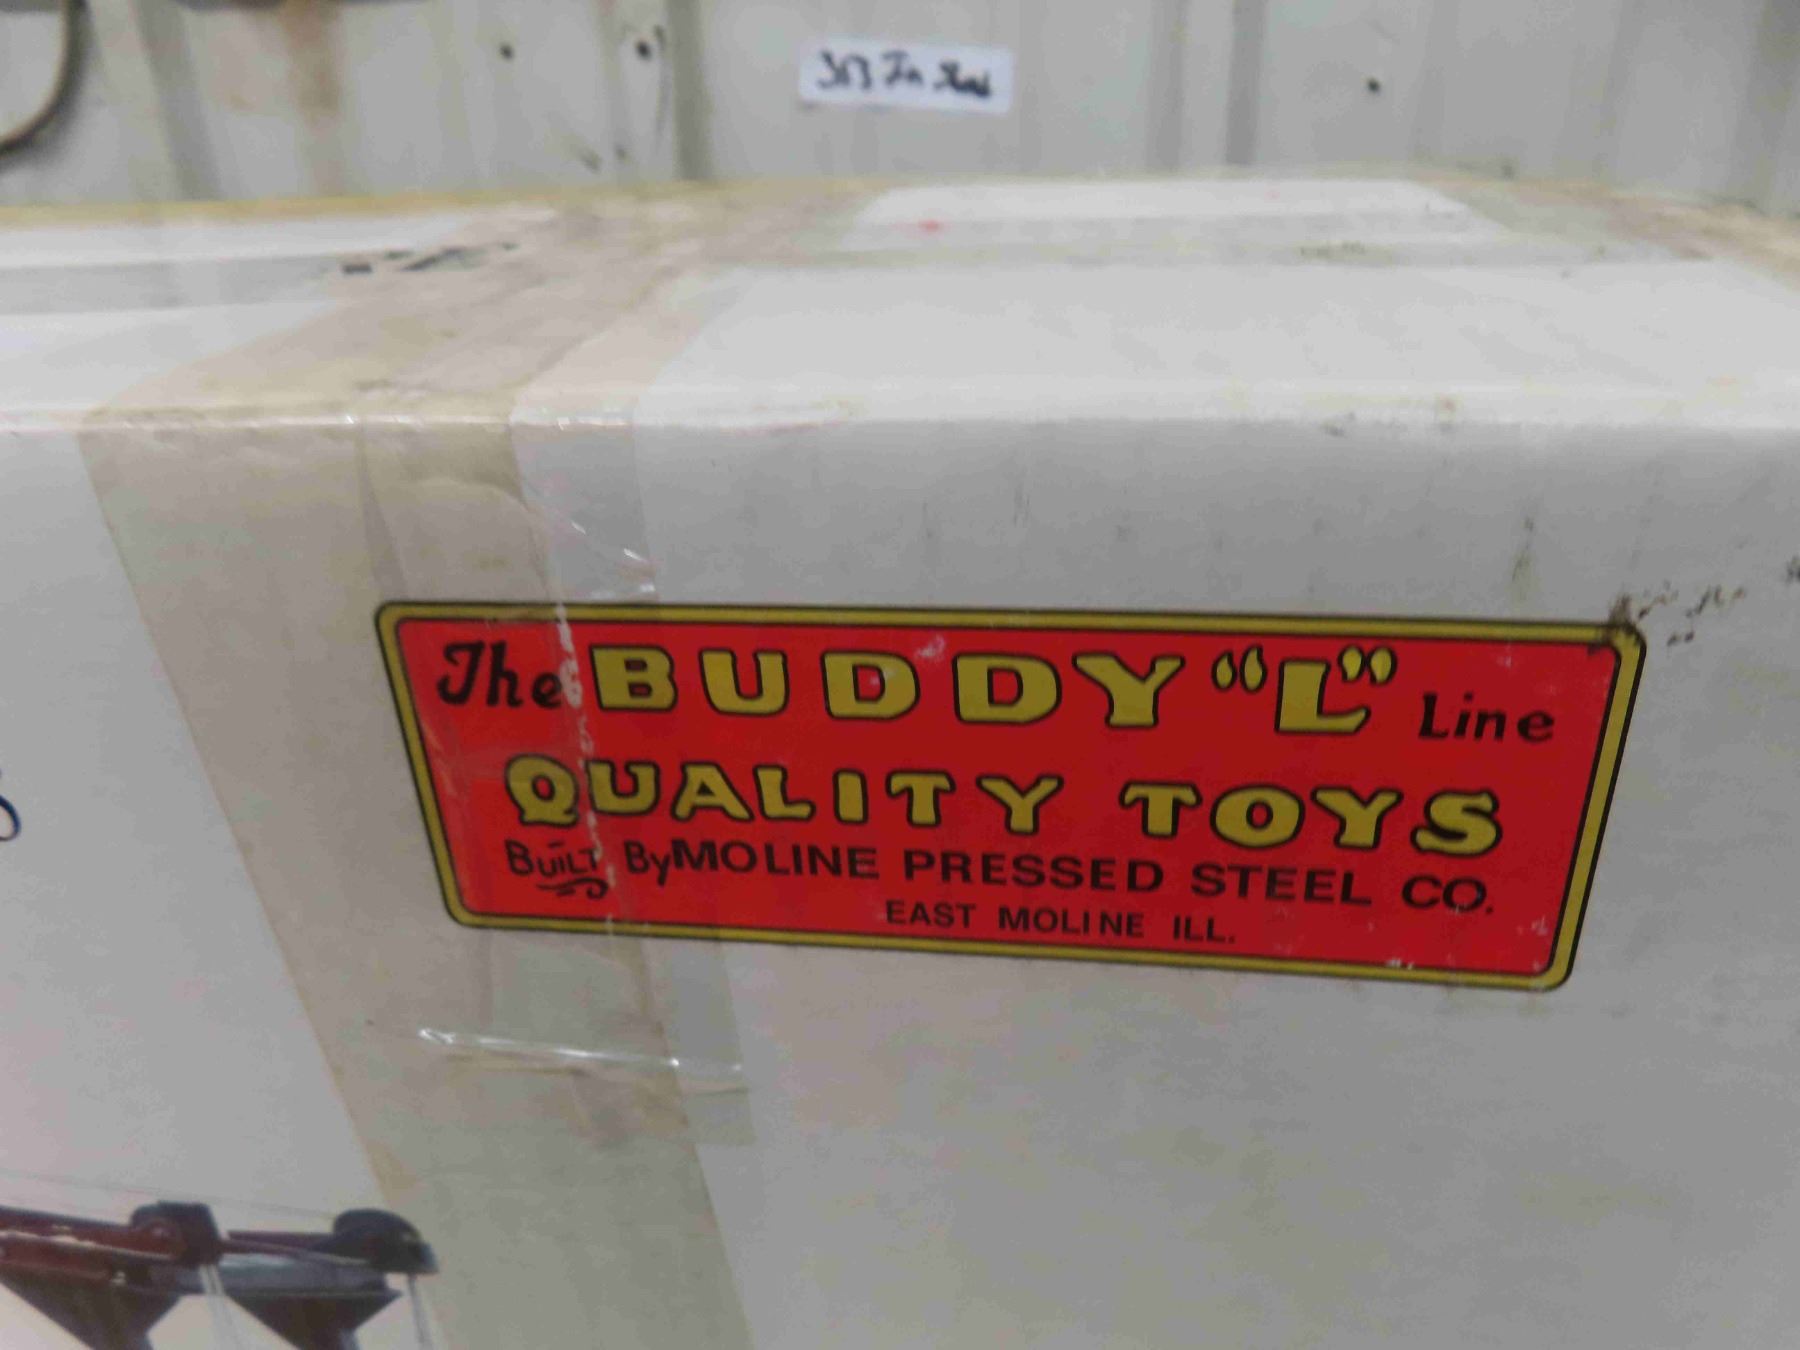 The BUDDY "L" Line
QUALITY TOYS
BUILT By MOLINE PRESSED STEEL CO.
EAST MOLINE ILL.